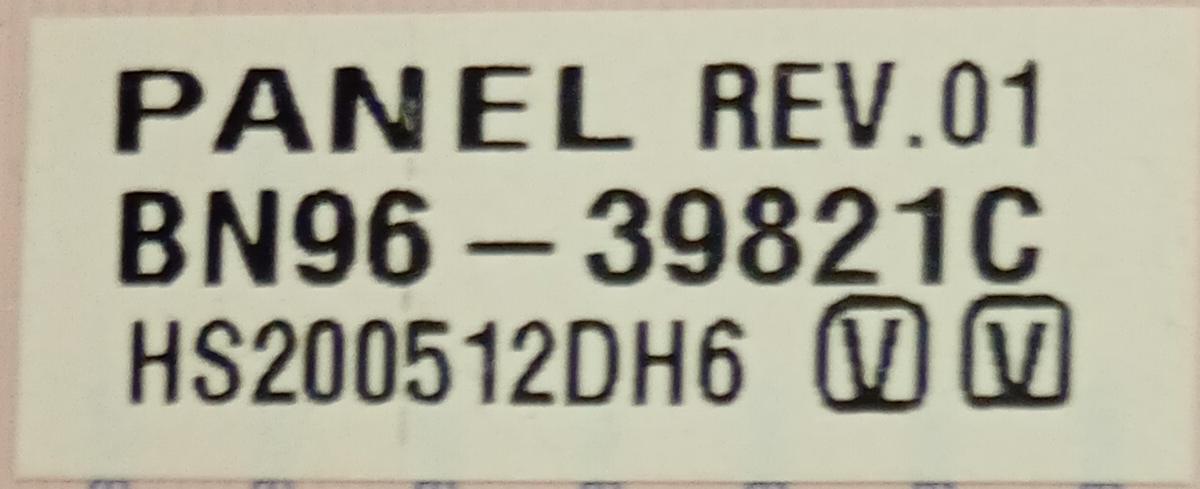 PANEL REV.01
BN96-39821C
HS200512DH6 V V